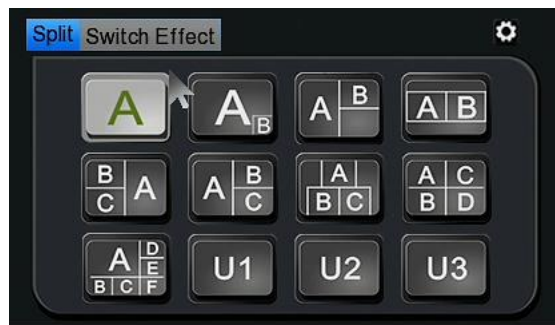 Split Switch Effect
A
A B
A B
A B
B C A
A B C
A B C
A C B D
A D E B C F
U1
U2
U3